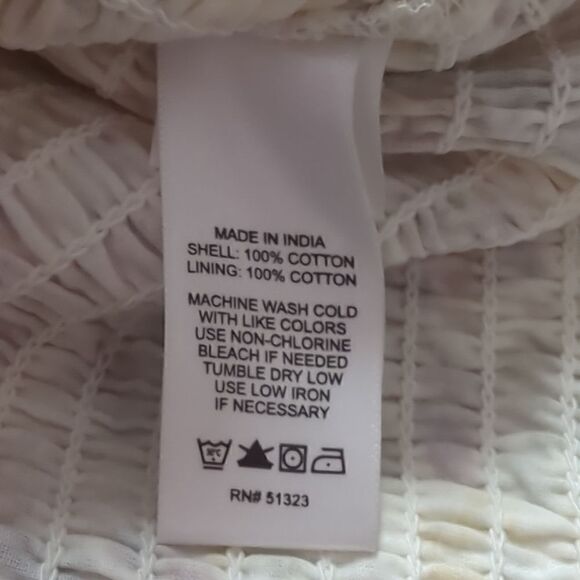 MADE IN INDIA
SHELL: 100% COTTON
LINING: 100% COTTON
MACHINE WASH COLD
WITH LIKE COLORS
USE NON-CHLORINE
BLEACH IF NEEDED
TUMBLE DRY LOW
USE LOW IRON
IF NECESSARY
30°C
RN# 51323